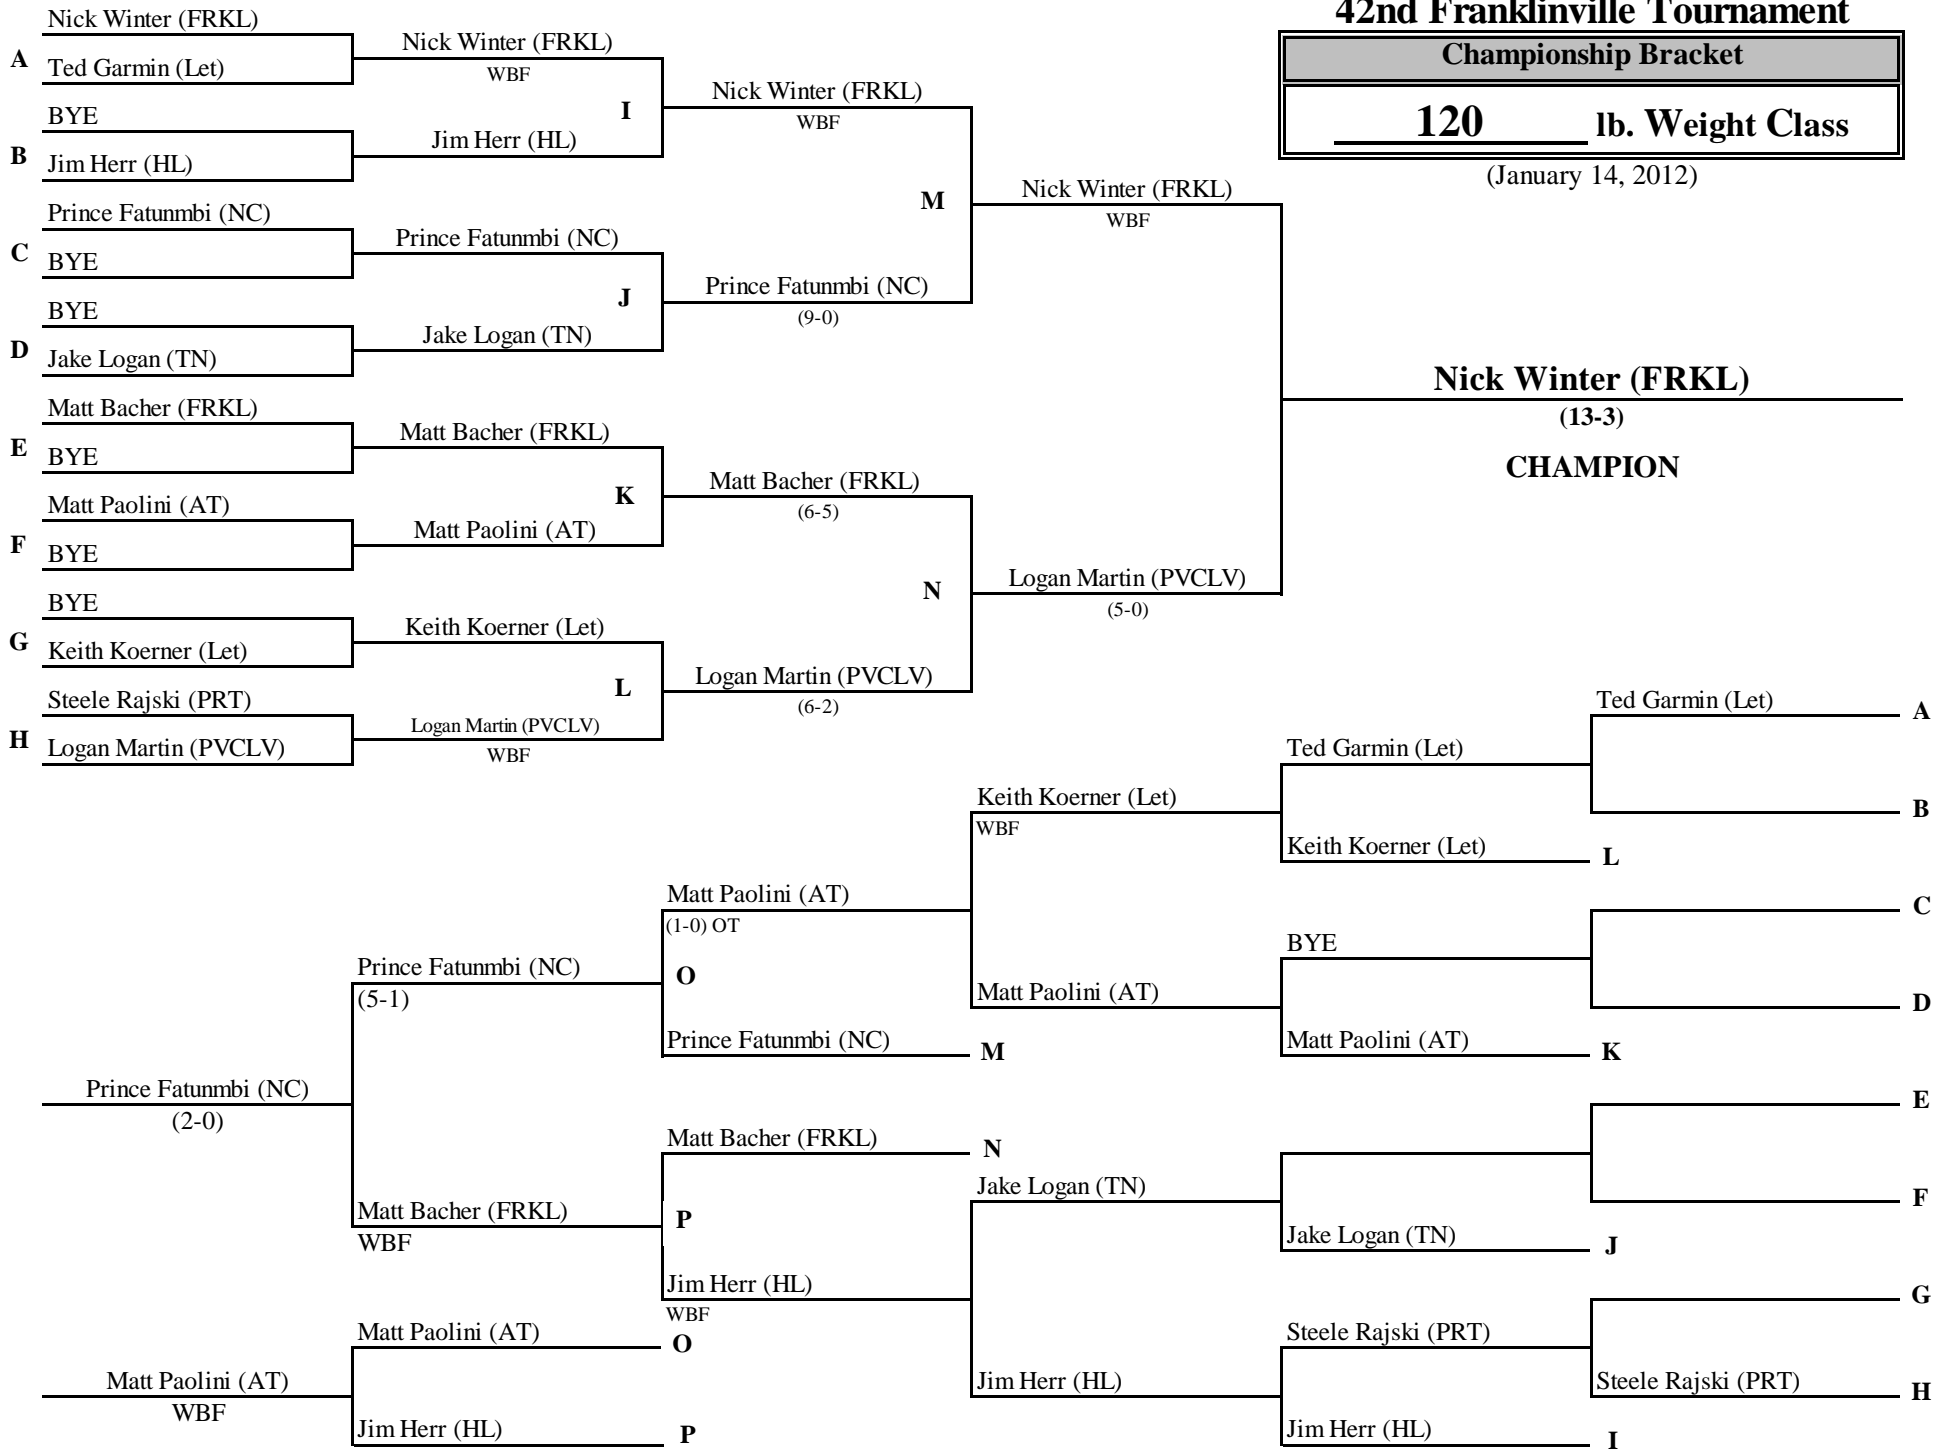 42nd Franklinville Tournament
Championship Bracket
120 lb. Weight Class
(January 14, 2012)
Nick Winter (FRKL)
A
Ted Garmin (Let)
BYE
B
Jim Herr (HL)
Prince Fatunmbi (NC)
C
BYE
BYE
D
Jake Logan (TN)
Matt Bacher (FRKL)
E
BYE
Matt Paolini (AT)
F
BYE
BYE
G
Keith Koerner (Let)
Steele Rajski (PRT)
H
Logan Martin (PVCLV)
Nick Winter (FRKL)
WBF
I
Jim Herr (HL)
Prince Fatunmbi (NC)
J
Jake Logan (TN)
Matt Bacher (FRKL)
K
Matt Paolini (AT)
Keith Koerner (Let)
L
Logan Martin (PVCLV)
WBF
Nick Winter (FRKL)
WBF
M
Prince Fatunmbi (NC)
(9-0)
Matt Bacher (FRKL)
(6-5)
N
Logan Martin (PVCLV)
(6-2)
Nick Winter (FRKL)
WBF
Logan Martin (PVCLV)
(5-0)
Nick Winter (FRKL)
(13-3)
CHAMPION
Ted Garmin (Let)
A
B
C
D
E
F
G
Steele Rajski (PRT)
H
Ted Garmin (Let)
Keith Koerner (Let)
L
BYE
Matt Paolini (AT)
K
Jake Logan (TN)
J
Steele Rajski (PRT)
Jim Herr (HL)
I
Keith Koerner (Let)
WBF
Matt Paolini (AT)
Jake Logan (TN)
Jim Herr (HL)
Matt Paolini (AT)
(1-0) OT
O
Prince Fatunmbi (NC)
M
Matt Bacher (FRKL)
N
P
Jim Herr (HL)
WBF
Prince Fatunmbi (NC)
(5-1)
Matt Bacher (FRKL)
WBF
Prince Fatunmbi (NC)
(2-0)
Matt Paolini (AT)
O
Jim Herr (HL)
P
Matt Paolini (AT)
WBF